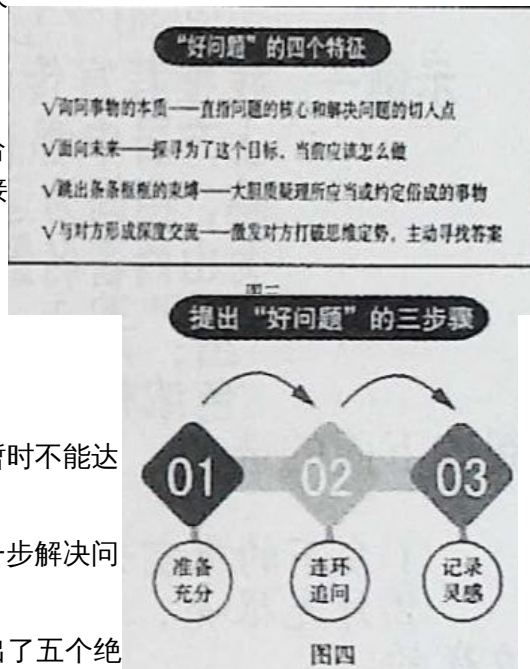 “好问题”的四个特征
√询问事物的本质——直指问题的核心和解决问题的切入点
√面向未来——探寻为了这个目标，当前应该怎么做
√跳出条条框框的束缚——大胆质疑理所应当或约定俗成的事物
√与对方形成深度交流——激发对方打破思维定势，主动寻找答案
提出“好问题”的三步骤
01 02 03
准备 连环 记录
充分 追问 灵感
图四
暂时不能达
一步解决问
出了五个绝